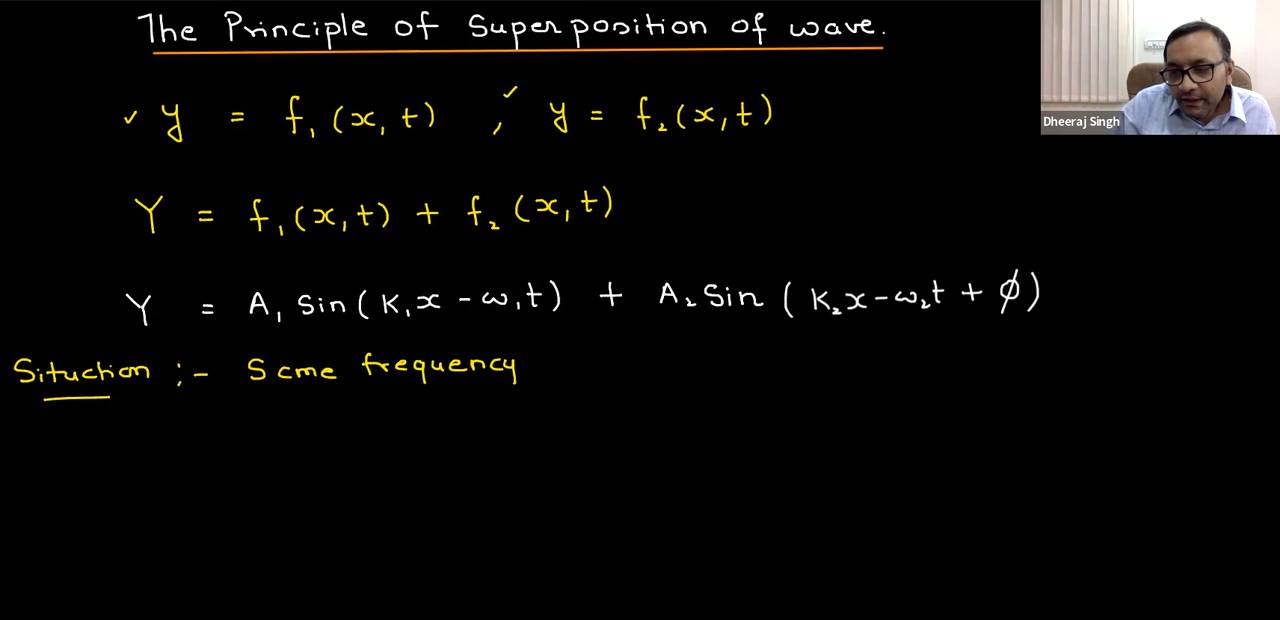 The Principle of Superposition of wave.
✓ y = f₁(x, t) , ✓ y = f₂(x, t)
Y = f₁(x, t) + f₂(x, t)
Y = A₁ Sin(K₁x - ω₁t) + A₂ Sin(K₂x - ω₂t + φ)
Situation :- Same frequency
Dheeraj Singh